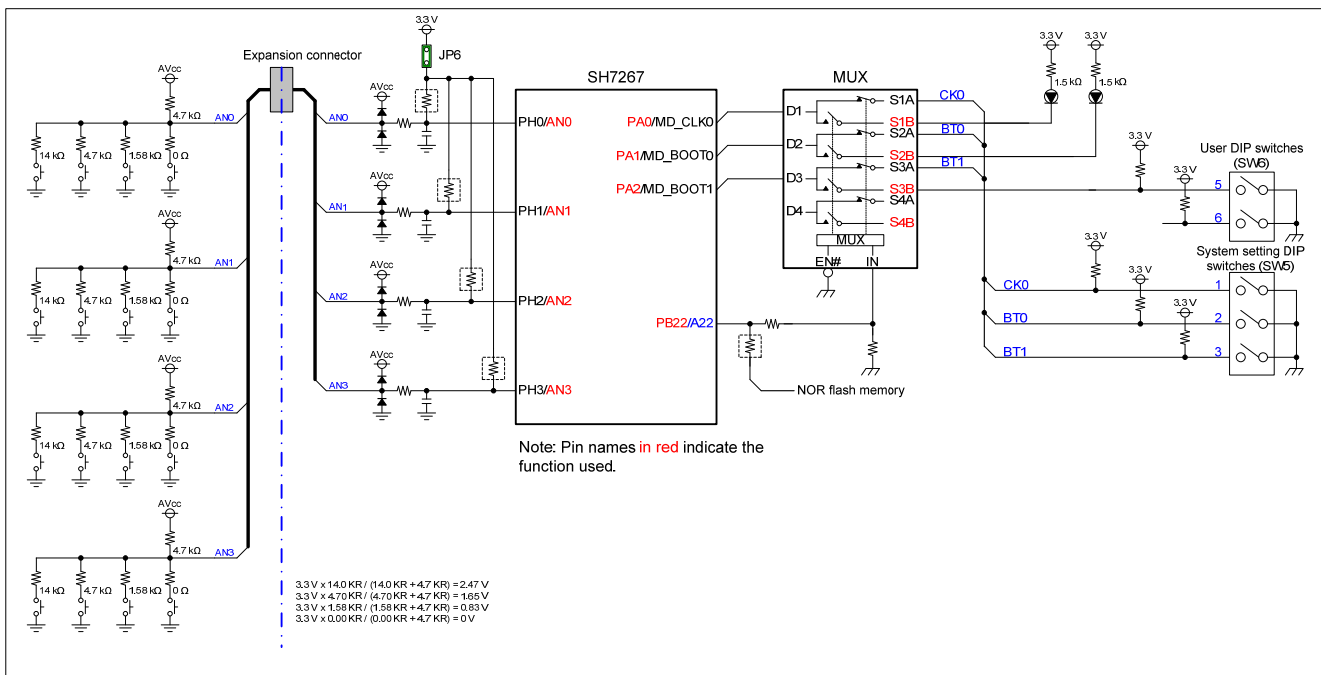 3.3 V
JP6
Expansion connector
SH7267
MUX
3.3 V
3.3 V
1.5 kΩ
1.5 kΩ
AVcc
4.7 kΩ
AN0
14 kΩ
4.7 kΩ
1.58 kΩ
0 Ω
AVcc
4.7 kΩ
AN1
14 kΩ
4.7 kΩ
1.58 kΩ
0 Ω
AVcc
4.7 kΩ
AN2
14 kΩ
4.7 kΩ
1.58 kΩ
0 Ω
AVcc
4.7 kΩ
AN3
14 kΩ
4.7 kΩ
1.58 kΩ
0 Ω
AVcc
AN0
AVcc
AN1
AVcc
AN2
AVcc
AN3
PH0/AN0
PH1/AN1
PH2/AN2
PH3/AN3
PA0/MD_CLK0
PA1/MD_BOOT0
PA2/MD_BOOT1
PB22/A22
D1
D2
D3
D4
S1A
S1B
S2A
S2B
S3A
S3B
S4A
S4B
MUX
EN#
IN
CK0
BT0
BT1
3.3 V
3.3 V
User DIP switches
(SW6)
5
6
System setting DIP
switches (SW5)
3.3 V
3.3 V
3.3 V
CK0
1
BT0
2
BT1
3
NOR flash memory
Note: Pin names in red indicate the
function used.
3.3 V x 14.0 KR / (14.0 KR + 4.7 KR) = 2.47 V
3.3 V x 4.70 KR / (4.70 KR + 4.7 KR) = 1.65 V
3.3 V x 1.58 KR / (1.58 KR + 4.7 KR) = 0.83 V
3.3 V x 0.00 KR / (0.00 KR + 4.7 KR) = 0 V